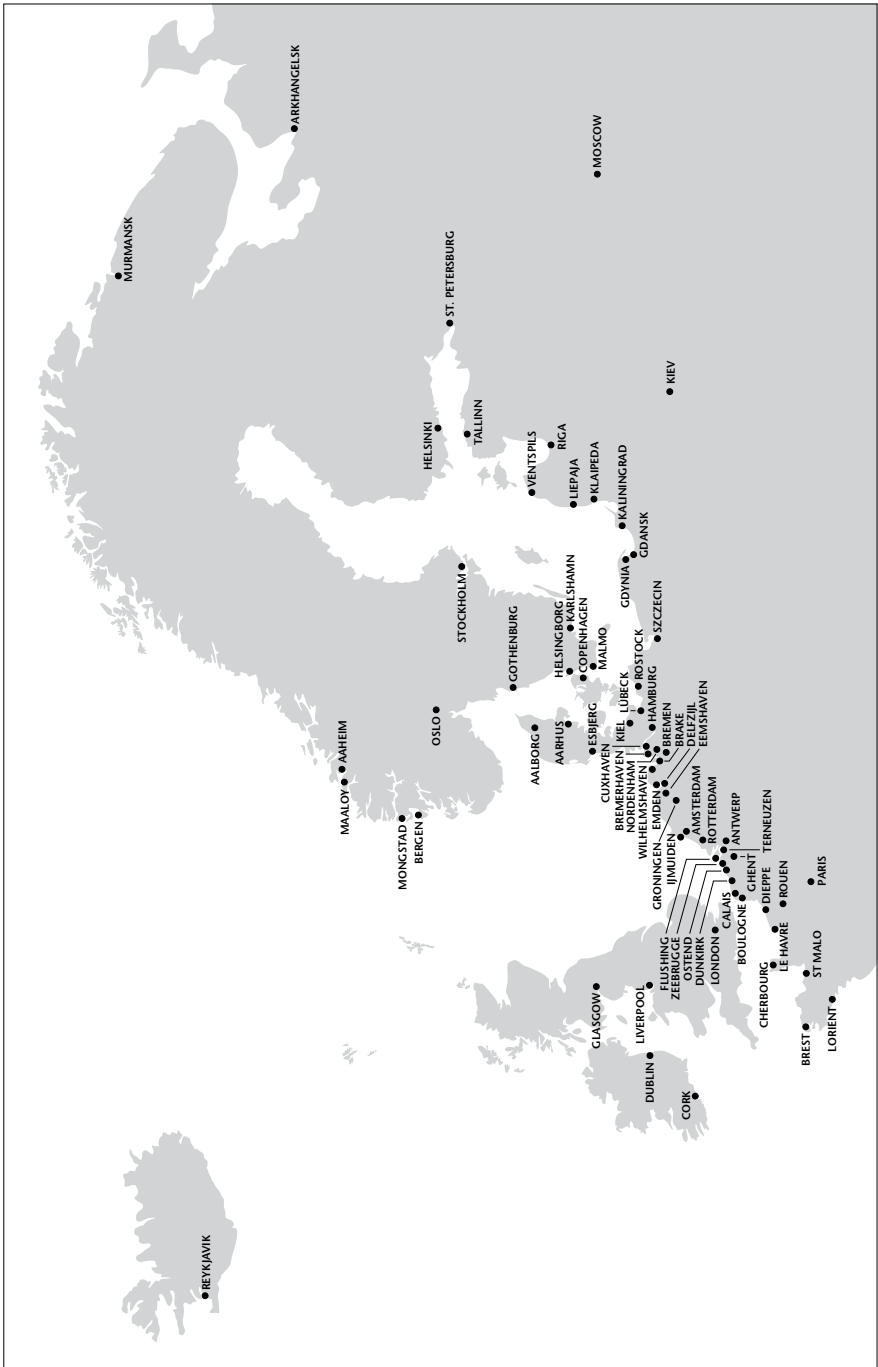 MURMANSK
ARKHANGELSK
REYKJAVIK
AAHEIM
MAALOY
MONGSTAD
BERGEN
OSLO
HELSINKI
ST. PETERSBURG
STOCKHOLM
TALLINN
GOTHENBURG
VENTSPILS
AALBORG
RIGA
AARHUS
HELSINGBORG
KARLSHAMN
LIEPAJA
COPENHAGEN
ESBJERG
MALMO
KLAIPEDA
MOSCOW
GLASGOW
CUXHAVEN
KIEL
LÜBECK
ROSTOCK
GDYNIA
KALININGRAD
GDANSK
BREMERHAVEN
NORDENHAM
WILHELMSHAVEN
HAMBURG
SZCZECIN
LIVERPOOL
DUBLIN
EMDEN
BREMEN
BRAKE
DELFZIJL
EEMSHAVEN
KIEV
GRONINGEN
IJMUIDEN
AMSTERDAM
ROTTERDAM
CORK
FLUSHING
ZEEBRUGGE
OSTEND
DUNKIRK
LONDON
ANTWERP
TERNEUZEN
CALAIS
GHENT
BOULOGNE
DIEPPE
CHERBOURG
LE HAVRE
ROUEN
PARIS
BREST
ST MALO
LORIENT